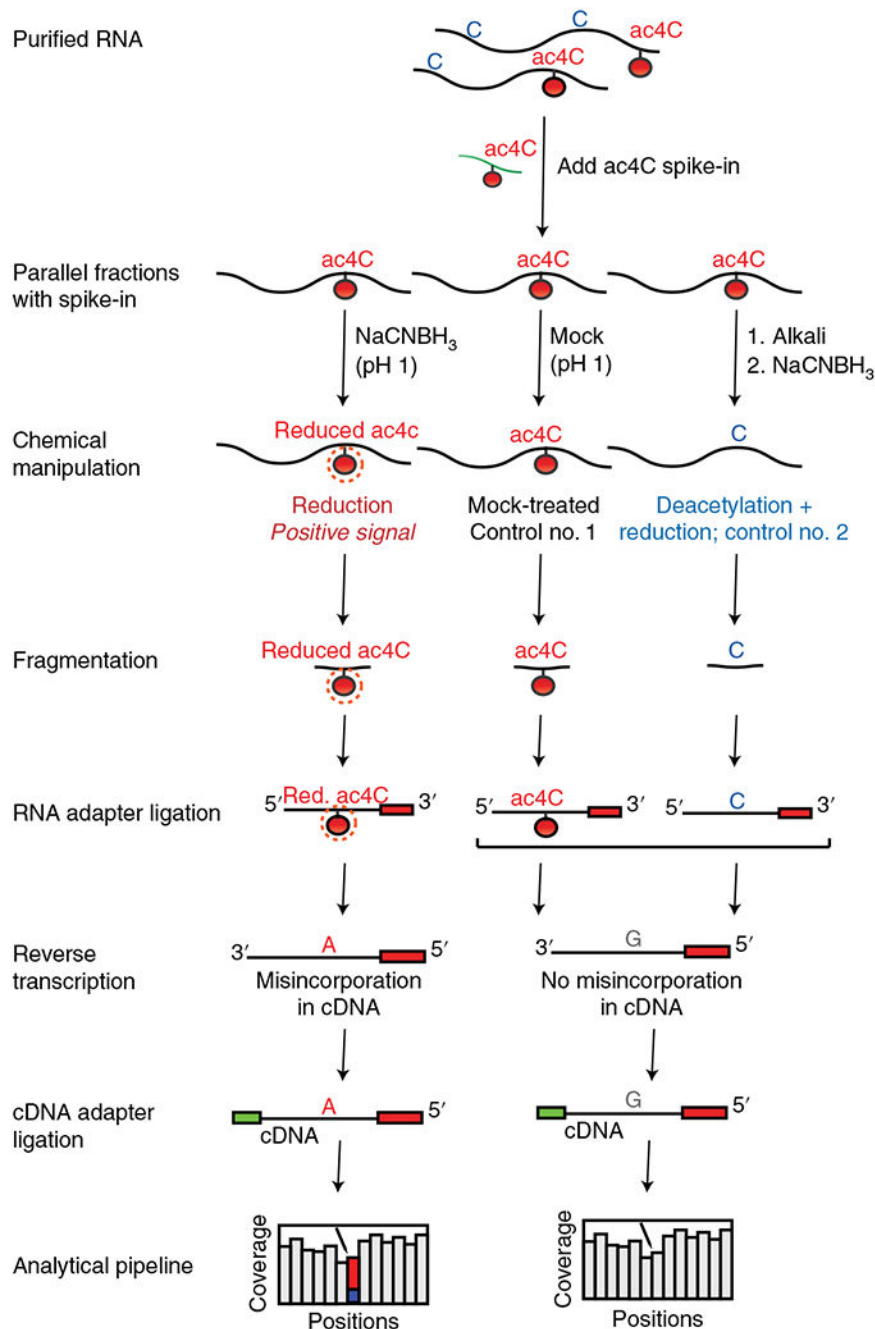 Purified RNA
C
C
ac4C
C
ac4C
ac4C
Add ac4C spike-in
Parallel fractions
with spike-in
ac4C
ac4C
ac4C
NaCNBH₃
(pH 1)
Mock
(pH 1)
1. Alkali
2. NaCNBH₃
Chemical
manipulation
Reduced ac4c
ac4C
C
Reduction
Positive signal
Mock-treated
Control no. 1
Deacetylation +
reduction; control no. 2
Fragmentation
Reduced ac4C
ac4C
C
RNA adapter ligation
5′
Red. ac4C
3′
5′
ac4C
3′
5′
C
3′
Reverse
transcription
3′
A
5′
Misincorporation
in cDNA
3′
G
5′
No misincorporation
in cDNA
cDNA adapter
ligation
A
5′
cDNA
G
5′
cDNA
Analytical pipeline
Coverage
Positions
Coverage
Positions